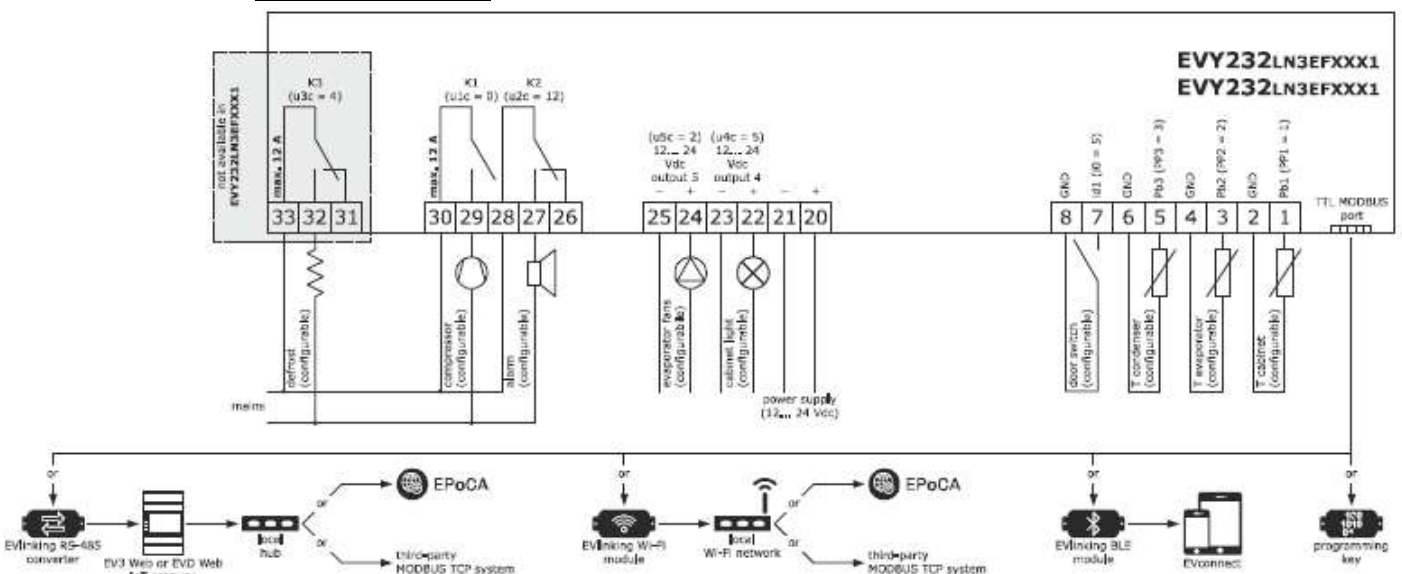 EVY232LN3EFXXX1
EVY232LN3EFXXX1
not available in
EVY232LN3BFXXX1
K3
(u3c = 4)
max. 12 A
K1 K2
(u1c = 0) (u2c = 12)
max. 12 A
(u5c = 2) (u4c = 5)
12... 24 12... 24
Vdc Vdc
output 5 output 4
− + − + − +
GND
Id1 (i0 = 5)
GND
Pb3 (PP3 = 3)
GND
Pb2 (PP2 = 2)
GND
Pb1 (PP1 = 1)
TTL MODBUS
port
33 32 31 30 29 28 27 26 25 24 23 22 21 20 8 7 6 5 4 3 2 1
defrost
(configurable)
compressor
(configurable)
alarm
(configurable)
evaporator fans
(configurable)
cabinet light
(configurable)
door switch
(configurable)
T condenser
(configurable)
T evaporator
(configurable)
T cabinet
(configurable)
mains
power supply
(12... 24 Vdc)
or or or or
EPoCA EPoCA
or or
or or
EVlinking RS-485
converter
EV3 Web or EVD Web
local
hub
third-party
MODBUS TCP system
EVlinking Wi-Fi
module
local
Wi-Fi network
third-party
MODBUS TCP system
EVlinking BLE
module
EVconnect
programming
key